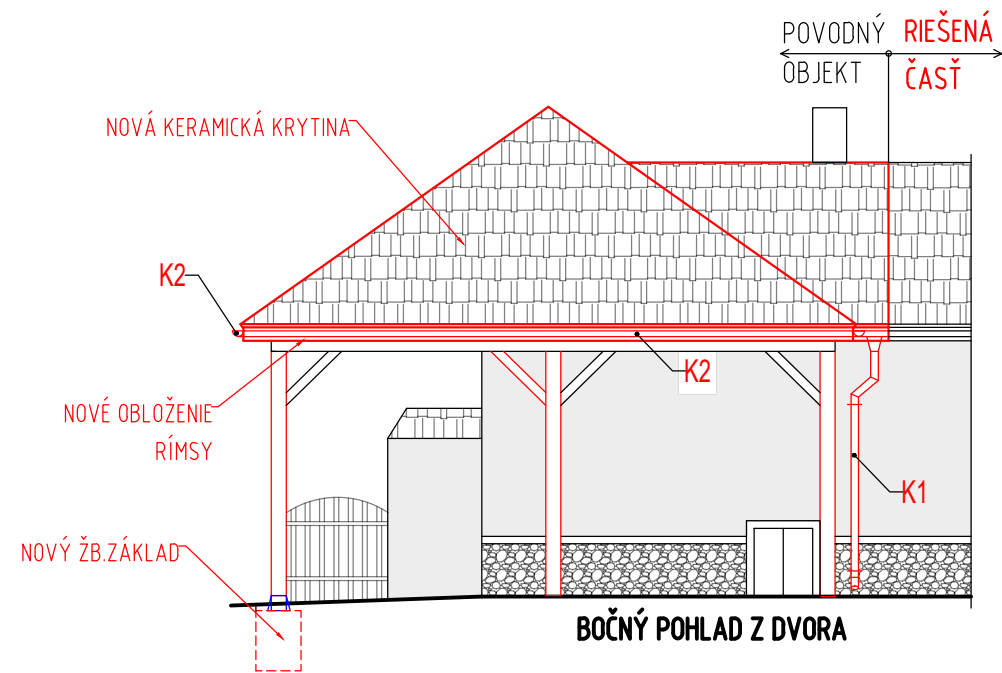 POVODNÝ RIEŠENÁ
OBJEKT ČASŤ
NOVÁ KERAMICKÁ KRYTINA
K2
K2
NOVÉ OBLOŽENIE
RÍMSY
K1
NOVÝ ŽB.ZÁKLAD
BOČNÝ POHLAD Z DVORA